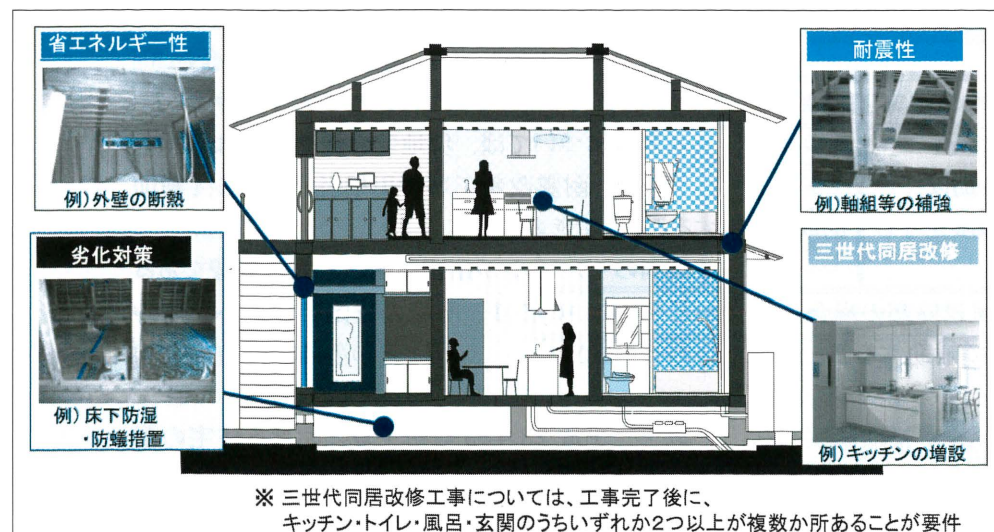 省エネルギー性
例)外壁の断熱
劣化対策
例)床下防湿
・防蟻措置
耐震性
例)軸組等の補強
三世代同居改修
例)キッチンの増設
※ 三世代同居改修工事については、工事完了後に、
キッチン・トイレ・風呂・玄関のうちいずれか2つ以上が複数か所あることが要件